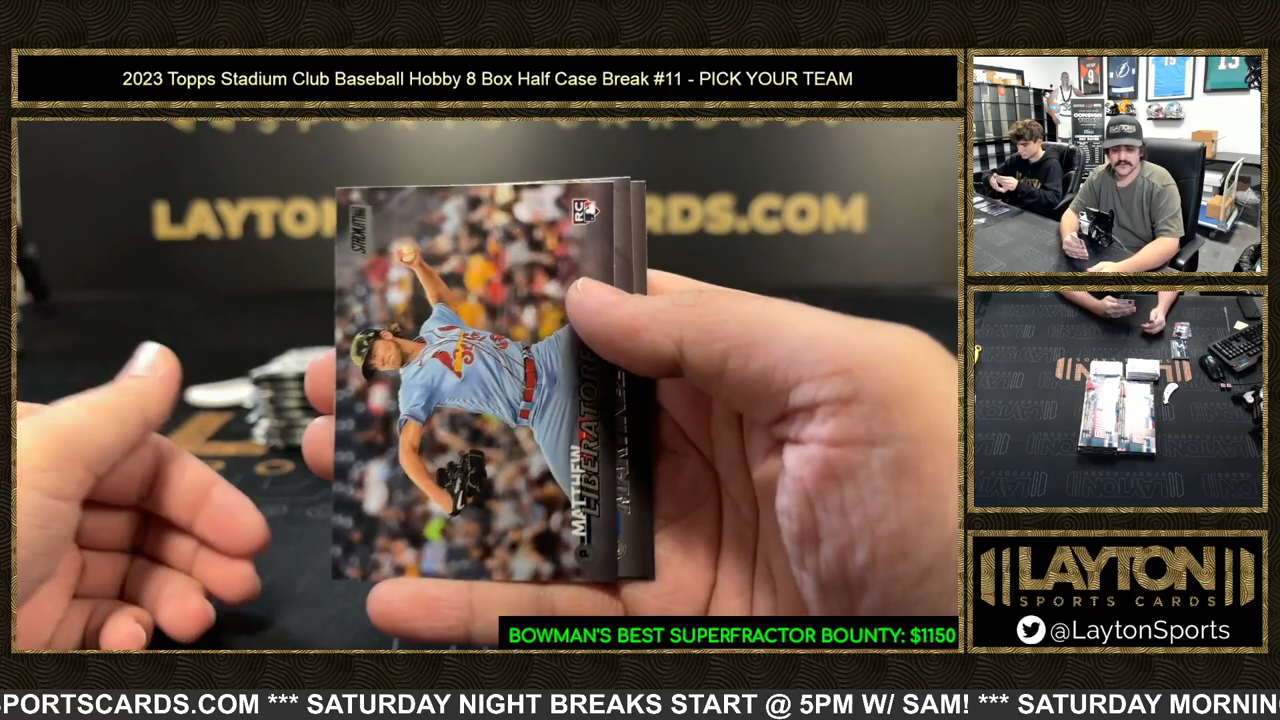 2023 Topps Stadium Club Baseball Hobby 8 Box Half Case Break #11 - PICK YOUR TEAM
LAYTON
RDS.COM
STADIUM
RC
P MATTHEW
LIBERATORE
BOWMAN'S BEST SUPERFRACTOR BOUNTY: $1150
CONSIGN
LAYTON
SPORTS CARDS
@LaytonSports
SPORTSCARDS.COM *** SATURDAY NIGHT BREAKS START @ 5PM W/ SAM! *** SATURDAY MORNIN